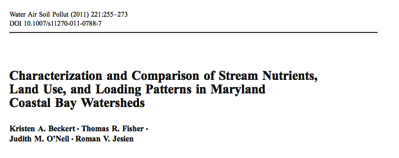 Water Air Soil Pollut (2011) 221:255–273
DOI 10.1007/s11270-011-0788-7
Characterization and Comparison of Stream Nutrients,
Land Use, and Loading Patterns in Maryland
Coastal Bay Watersheds
Kristen A. Beckert · Thomas R. Fisher ·
Judith M. O'Neil · Roman V. Jesien